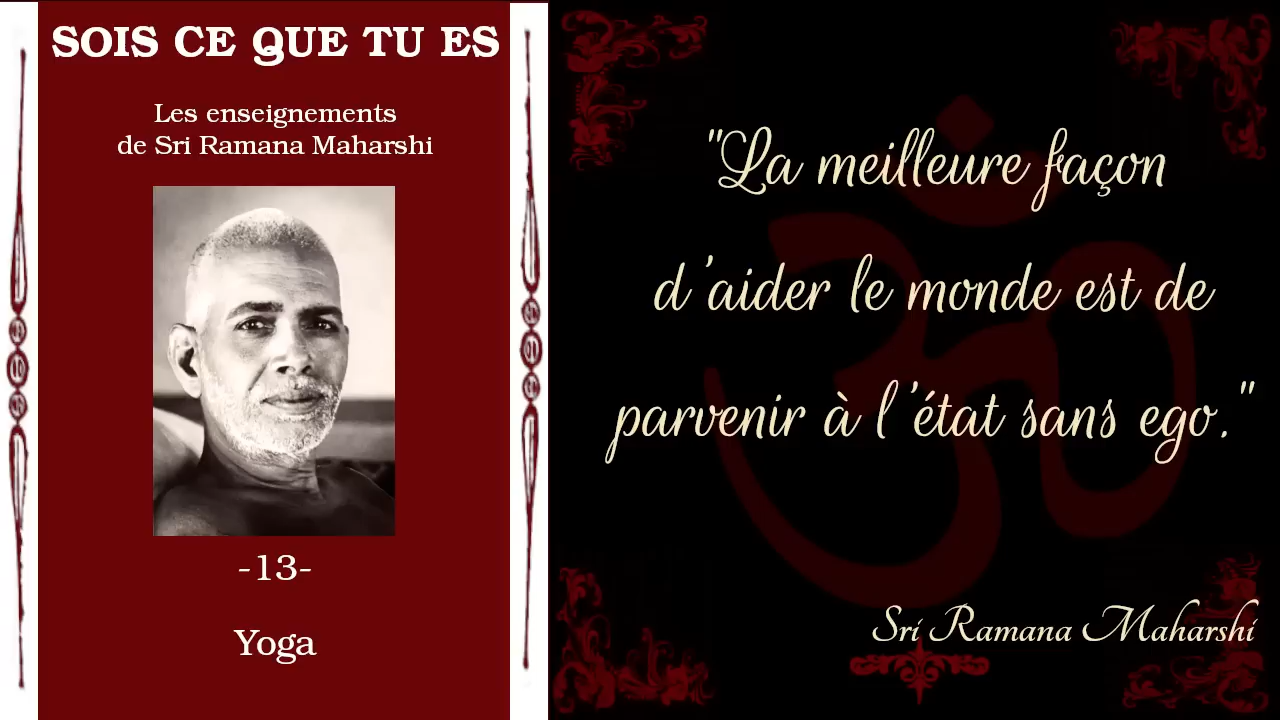 SOIS CE QUE TU ES
Les enseignements
de Sri Ramana Maharshi
-13-
Yoga
"La meilleure façon
d'aider le monde est de
parvenir à l'état sans ego."
Sri Ramana Maharshi